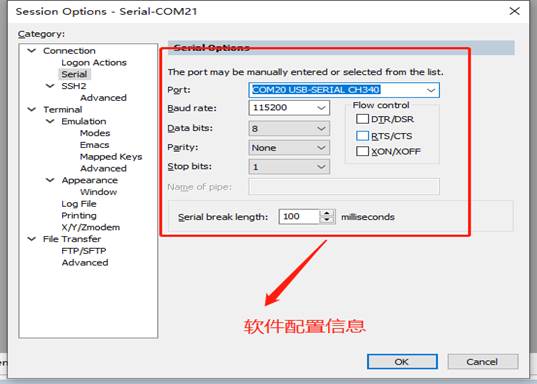 Session Options - Serial-COM21
Category:
Connection
Logon Actions
Serial
SSH2
Advanced
Terminal
Emulation
Modes
Emacs
Mapped Keys
Advanced
Appearance
Window
Log File
Printing
X/Y/Zmodem
File Transfer
FTP/SFTP
Advanced
Serial Options
The port may be manually entered or selected from the list.
Port: COM20 USB-SERIAL CH340
Baud rate: 115200
Data bits: 8
Parity: None
Stop bits: 1
Name of pipe:
Flow control
DTR/DSR
RTS/CTS
XON/XOFF
Serial break length: 100 milliseconds
软件配置信息
OK Cancel